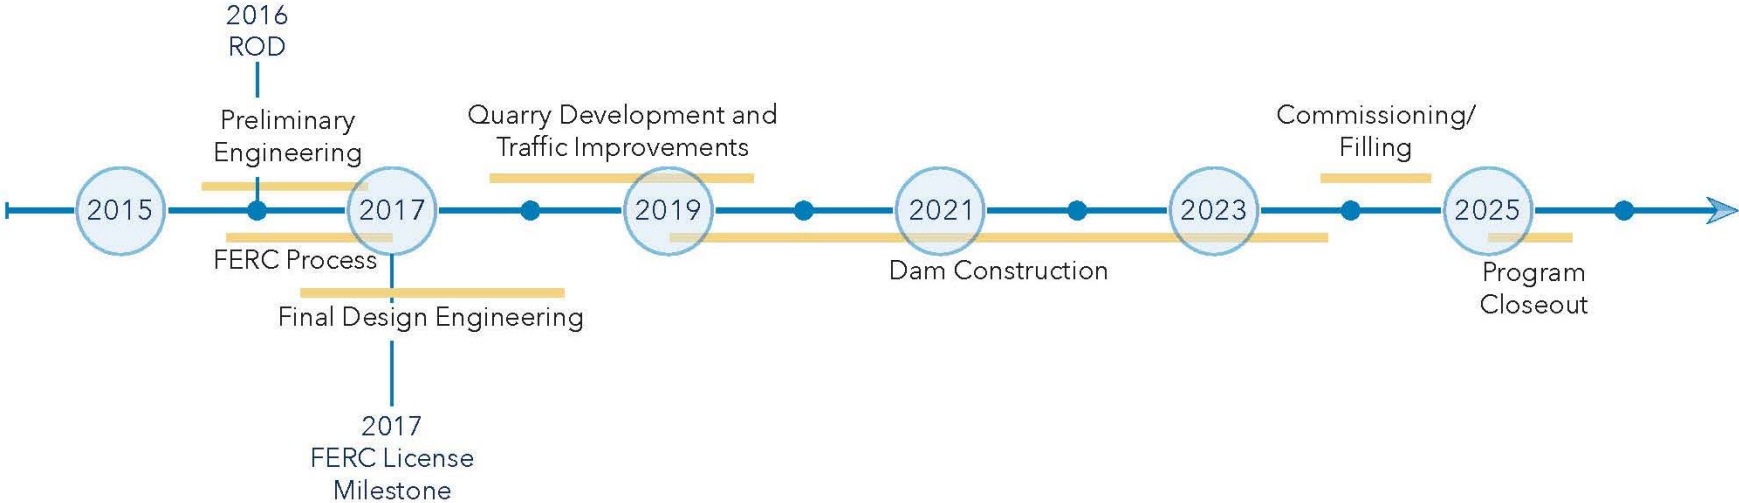 2016
ROD
Preliminary
Engineering
Quarry Development and
Traffic Improvements
Commissioning/
Filling
2015
2017
2019
2021
2023
2025
FERC Process
Dam Construction
Program
Closeout
Final Design Engineering
2017
FERC License
Milestone